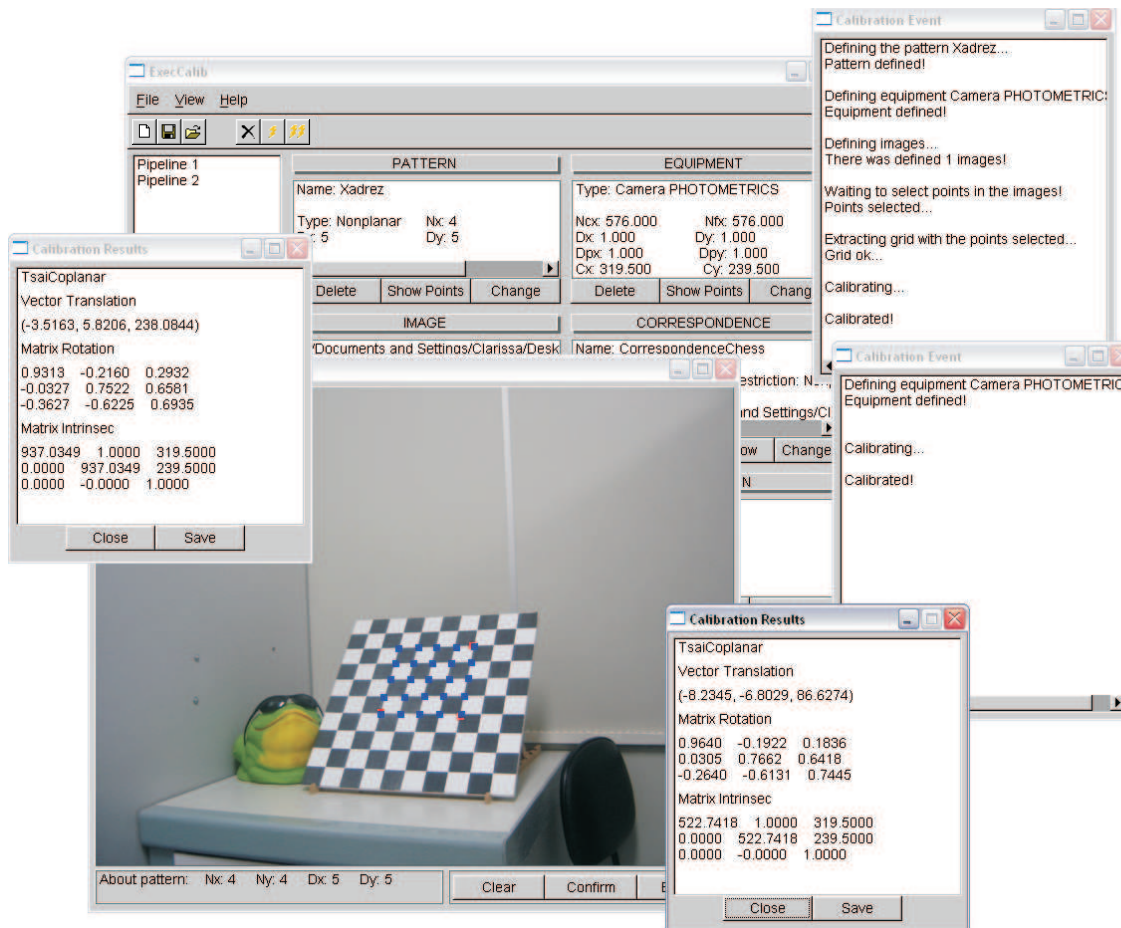 Calibration Event
Defining the pattern Xadrez...
Pattern defined!
Defining equipment Camera PHOTOMETRICS
Equipment defined!
Defining images...
There was defined 1 images!
Waiting to select points in the images!
Points selected...
Extracting grid with the points selected...
Grid ok...
Calibrating...
Calibrated!
ExecCalib
File View Help
Pipeline 1
Pipeline 2
PATTERN
Name: Xadrez
Type: Nonplanar Nx: 4
5 Dy: 5
Delete Show Points Change
EQUIPMENT
Type: Camera PHOTOMETRICS
Ncx: 576.000 Nfx: 576.000
Dx: 1.000 Dy: 1.000
Dpx: 1.000 Dpy: 1.000
Cx: 319.500 Cy: 239.500
Delete Show Points Chang
IMAGE
/Documents and Settings/Clarissa/Desk
CORRESPONDENCE
Name: CorrespondenceChess
estriction:
nd Settings/Cl
ow Change
N
Calibration Results
TsaiCoplanar
Vector Translation
(-3.5163, 5.8206, 238.0844)
Matrix Rotation
0.9313 -0.2160 0.2932
-0.0327 0.7522 0.6581
-0.3627 -0.6225 0.6935
Matrix Intrinsec
937.0349 1.0000 319.5000
0.0000 937.0349 239.5000
0.0000 -0.0000 1.0000
Close Save
Calibration Event
Defining equipment Camera PHOTOMETRIC
Equipment defined!
Calibrating...
Calibrated!
Calibration Results
TsaiCoplanar
Vector Translation
(-8.2345, -6.8029, 86.6274)
Matrix Rotation
0.9640 -0.1922 0.1836
0.0305 0.7662 0.6418
-0.2640 -0.6131 0.7445
Matrix Intrinsec
522.7418 1.0000 319.5000
0.0000 522.7418 239.5000
0.0000 -0.0000 1.0000
Close Save
About pattern: Nx: 4 Ny: 4 Dx: 5 Dy: 5
Clear Confirm E